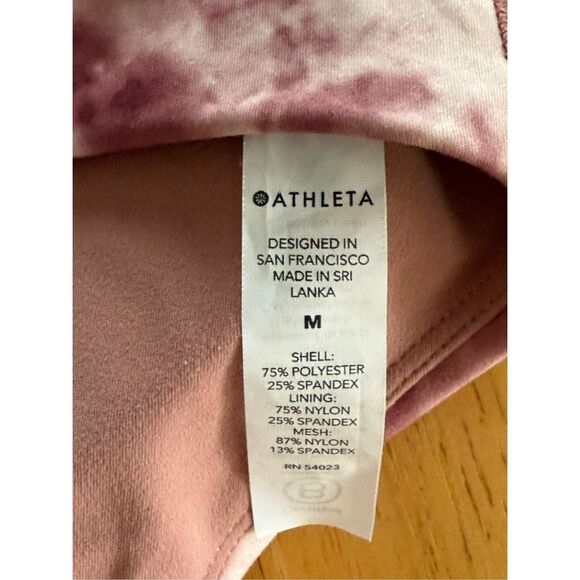 ATHLETA
DESIGNED IN
SAN FRANCISCO
MADE IN SRI
LANKA
M
SHELL:
75% POLYESTER
25% SPANDEX
LINING:
75% NYLON
25% SPANDEX
MESH:
87% NYLON
13% SPANDEX
RN 54023
B